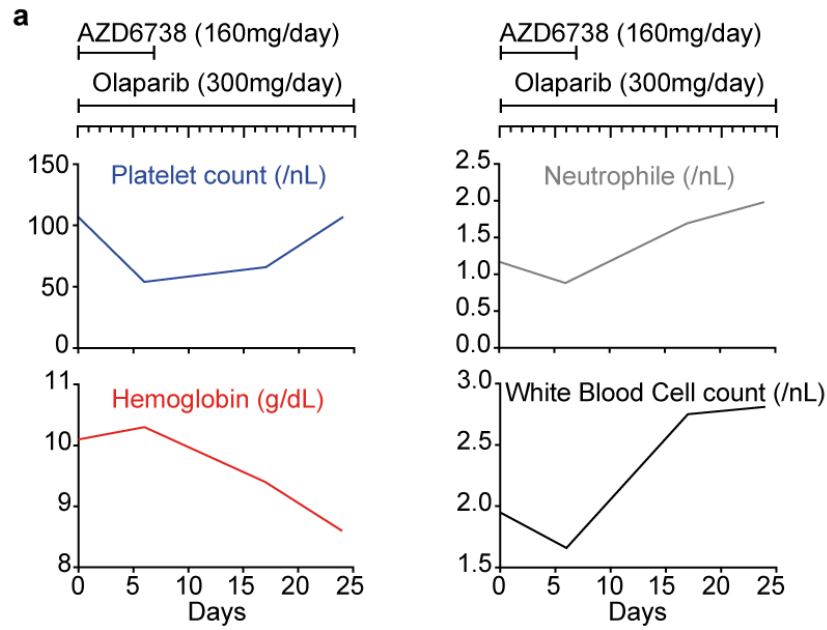 a
AZD6738 (160mg/day)
Olaparib (300mg/day)
150
100
50
0
Platelet count (/nL)
11
10
9
8
Hemoglobin (g/dL)
0 5 10 15 20 25
Days
AZD6738 (160mg/day)
Olaparib (300mg/day)
2.5
2.0
1.5
1.0
0.5
0.0
Neutrophile (/nL)
3.0
2.5
2.0
1.5
White Blood Cell count (/nL)
0 5 10 15 20 25
Days